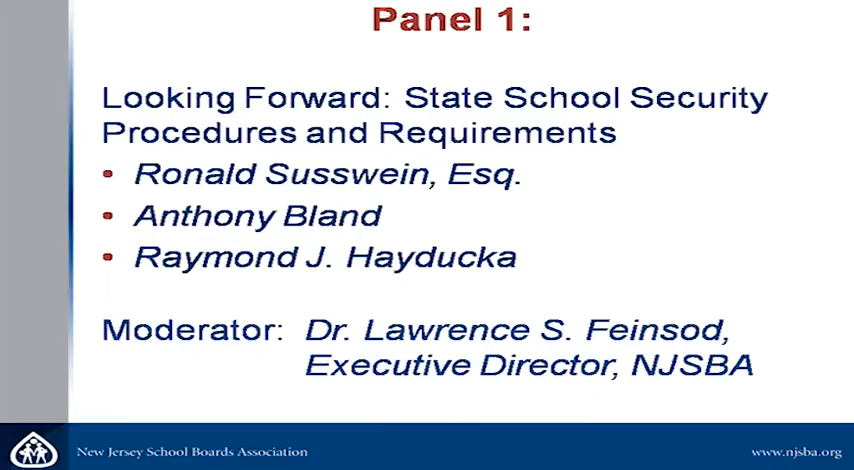 Panel 1:
Looking Forward: State School Security
Procedures and Requirements
• Ronald Susswein, Esq.
• Anthony Bland
• Raymond J. Hayducka
Moderator: Dr. Lawrence S. Feinsod,
Executive Director, NJSBA
New Jersey School Boards Association
www.njsba.org